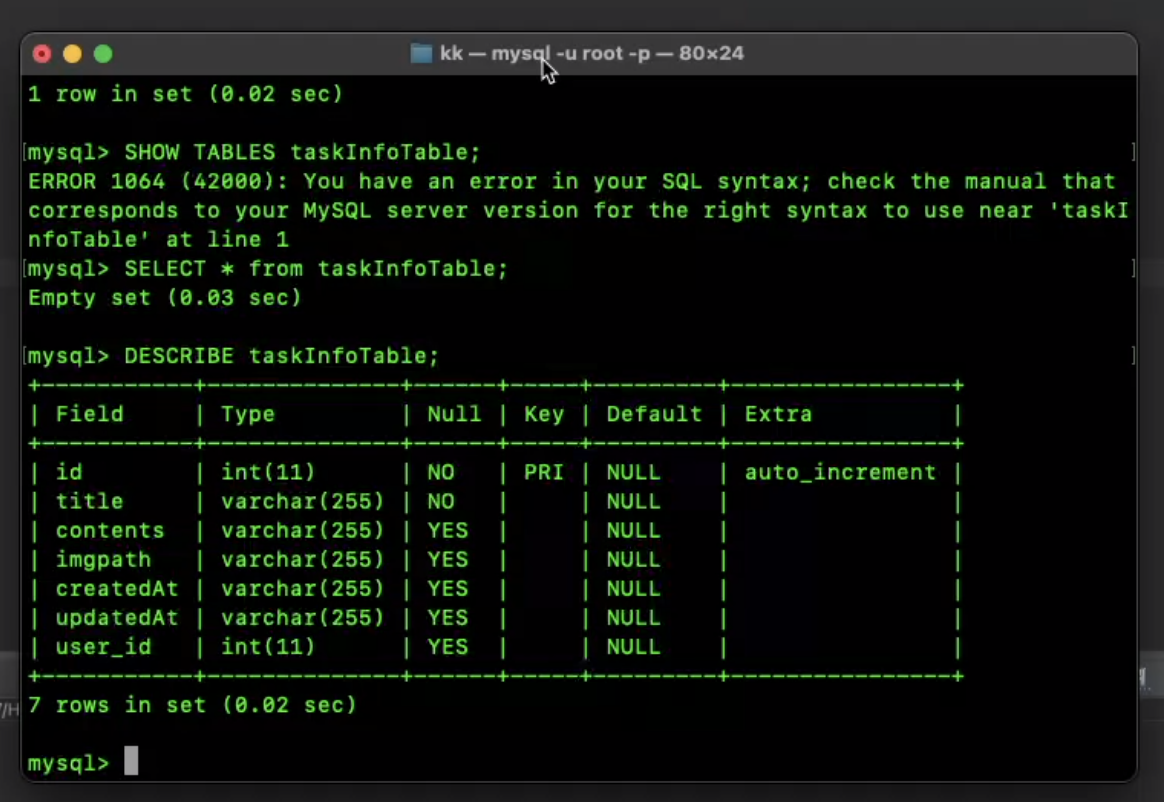 kk — mysql -u root -p — 80×24
1 row in set (0.02 sec)
[mysql> SHOW TABLES taskInfoTable; ]
ERROR 1064 (42000): You have an error in your SQL syntax; check the manual that
corresponds to your MySQL server version for the right syntax to use near 'taskI
nfoTable' at line 1
[mysql> SELECT * from taskInfoTable; ]
Empty set (0.03 sec)
[mysql> DESCRIBE taskInfoTable; ]
+-----------+--------------+------+-----+---------+----------------+
| Field     | Type         | Null | Key | Default | Extra          |
+-----------+--------------+------+-----+---------+----------------+
| id        | int(11)      | NO   | PRI | NULL    | auto_increment |
| title     | varchar(255) | NO   |     | NULL    |                |
| contents  | varchar(255) | YES  |     | NULL    |                |
| imgpath   | varchar(255) | YES  |     | NULL    |                |
| createdAt | varchar(255) | YES  |     | NULL    |                |
| updatedAt | varchar(255) | YES  |     | NULL    |                |
| user_id   | int(11)      | YES  |     | NULL    |                |
+-----------+--------------+------+-----+---------+----------------+
7 rows in set (0.02 sec)
mysql>